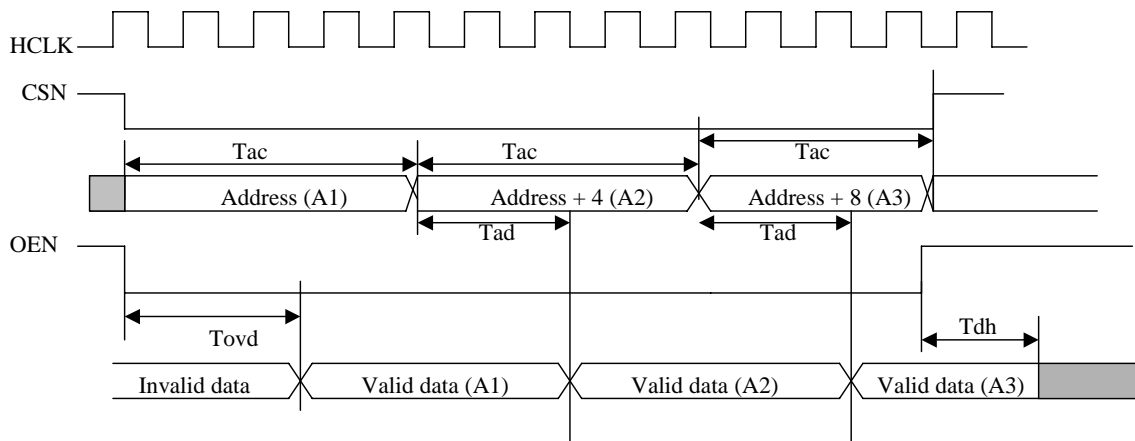 HCLK
CSN
Tac Tac Tac
Address (A1) Address + 4 (A2) Address + 8 (A3)
Tad Tad
OEN
Tovd Tdh
Invalid data Valid data (A1) Valid data (A2) Valid data (A3)